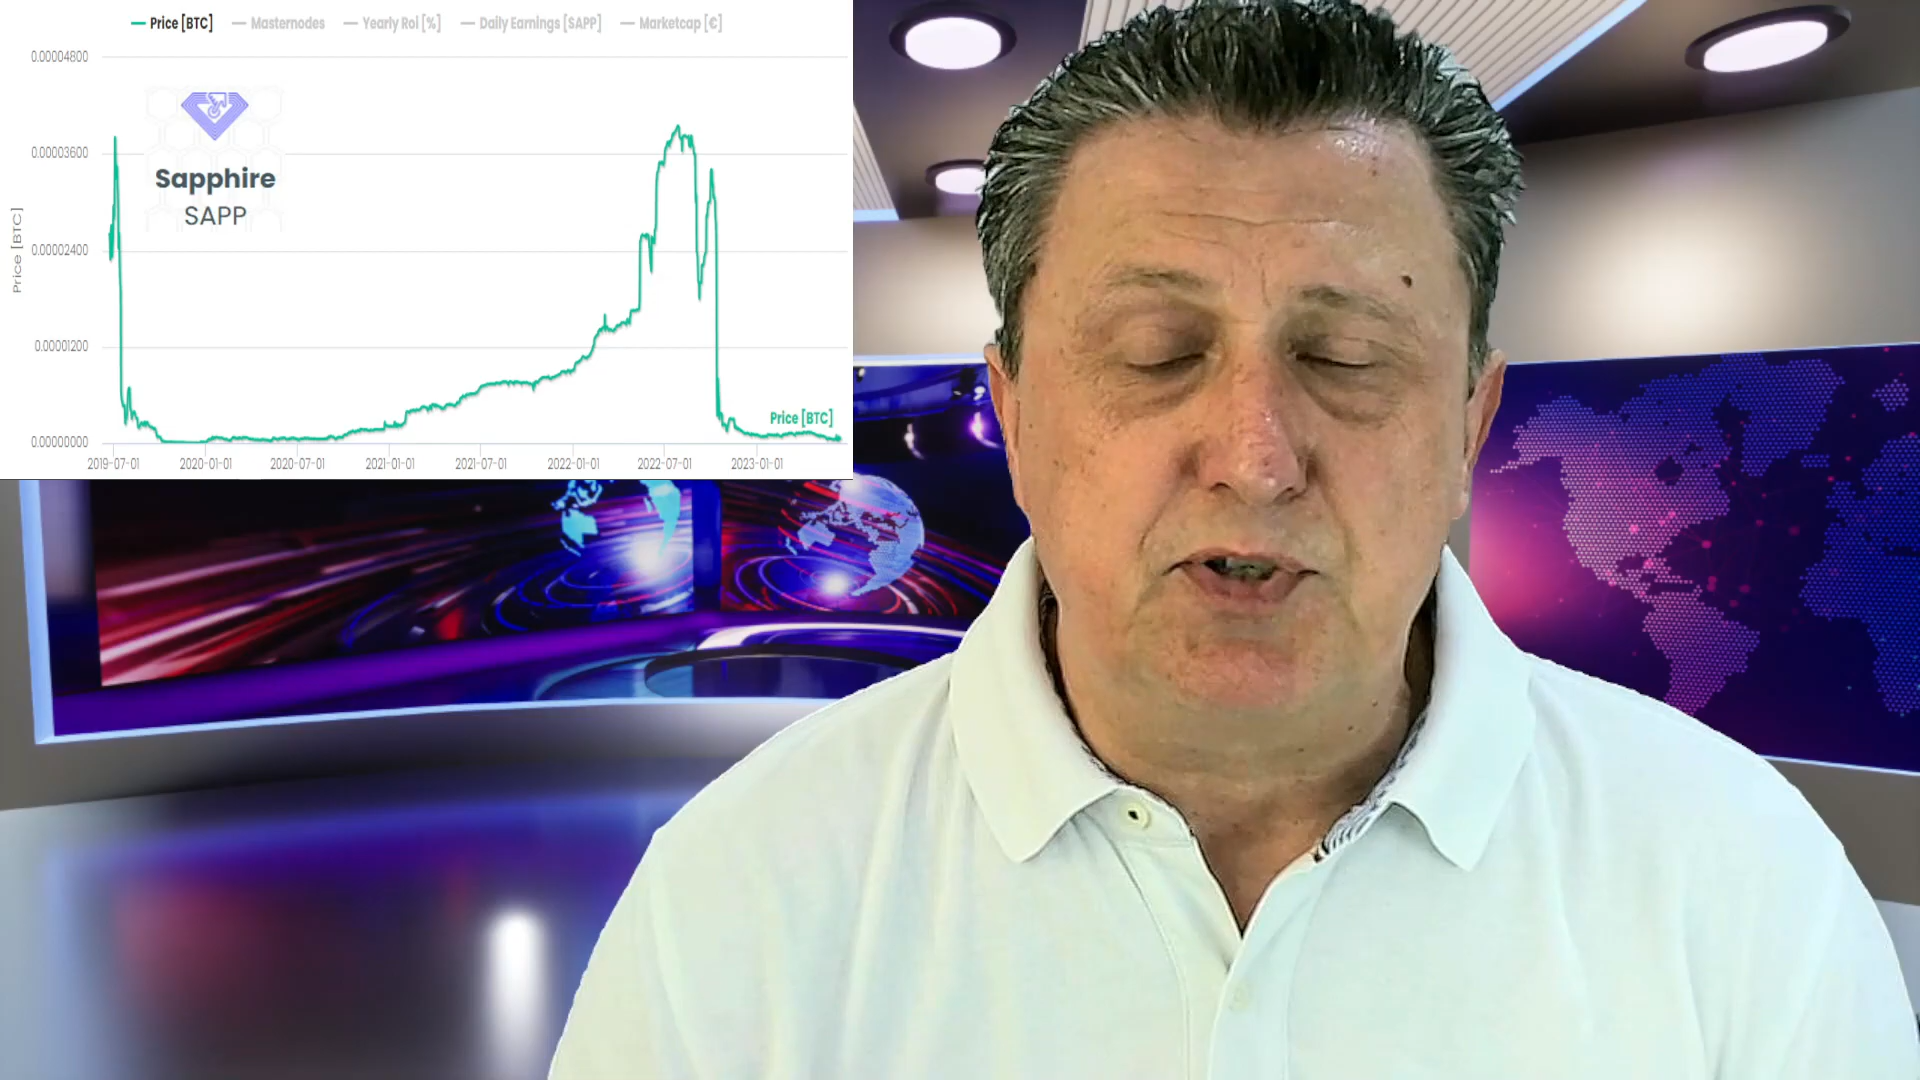 Price [BTC] Masternodes Yearly RoI [%] Daily Earnings [SAPP] Marketcap [€]
0.00004800
Sapphire
SAPP
0.00003600
Price [BTC]
0.00002400
0.00001200
Price [BTC]
0.00000000
2019-07-01 2020-01-01 2020-07-01 2021-01-01 2021-07-01 2022-01-01 2022-07-01 2023-01-01